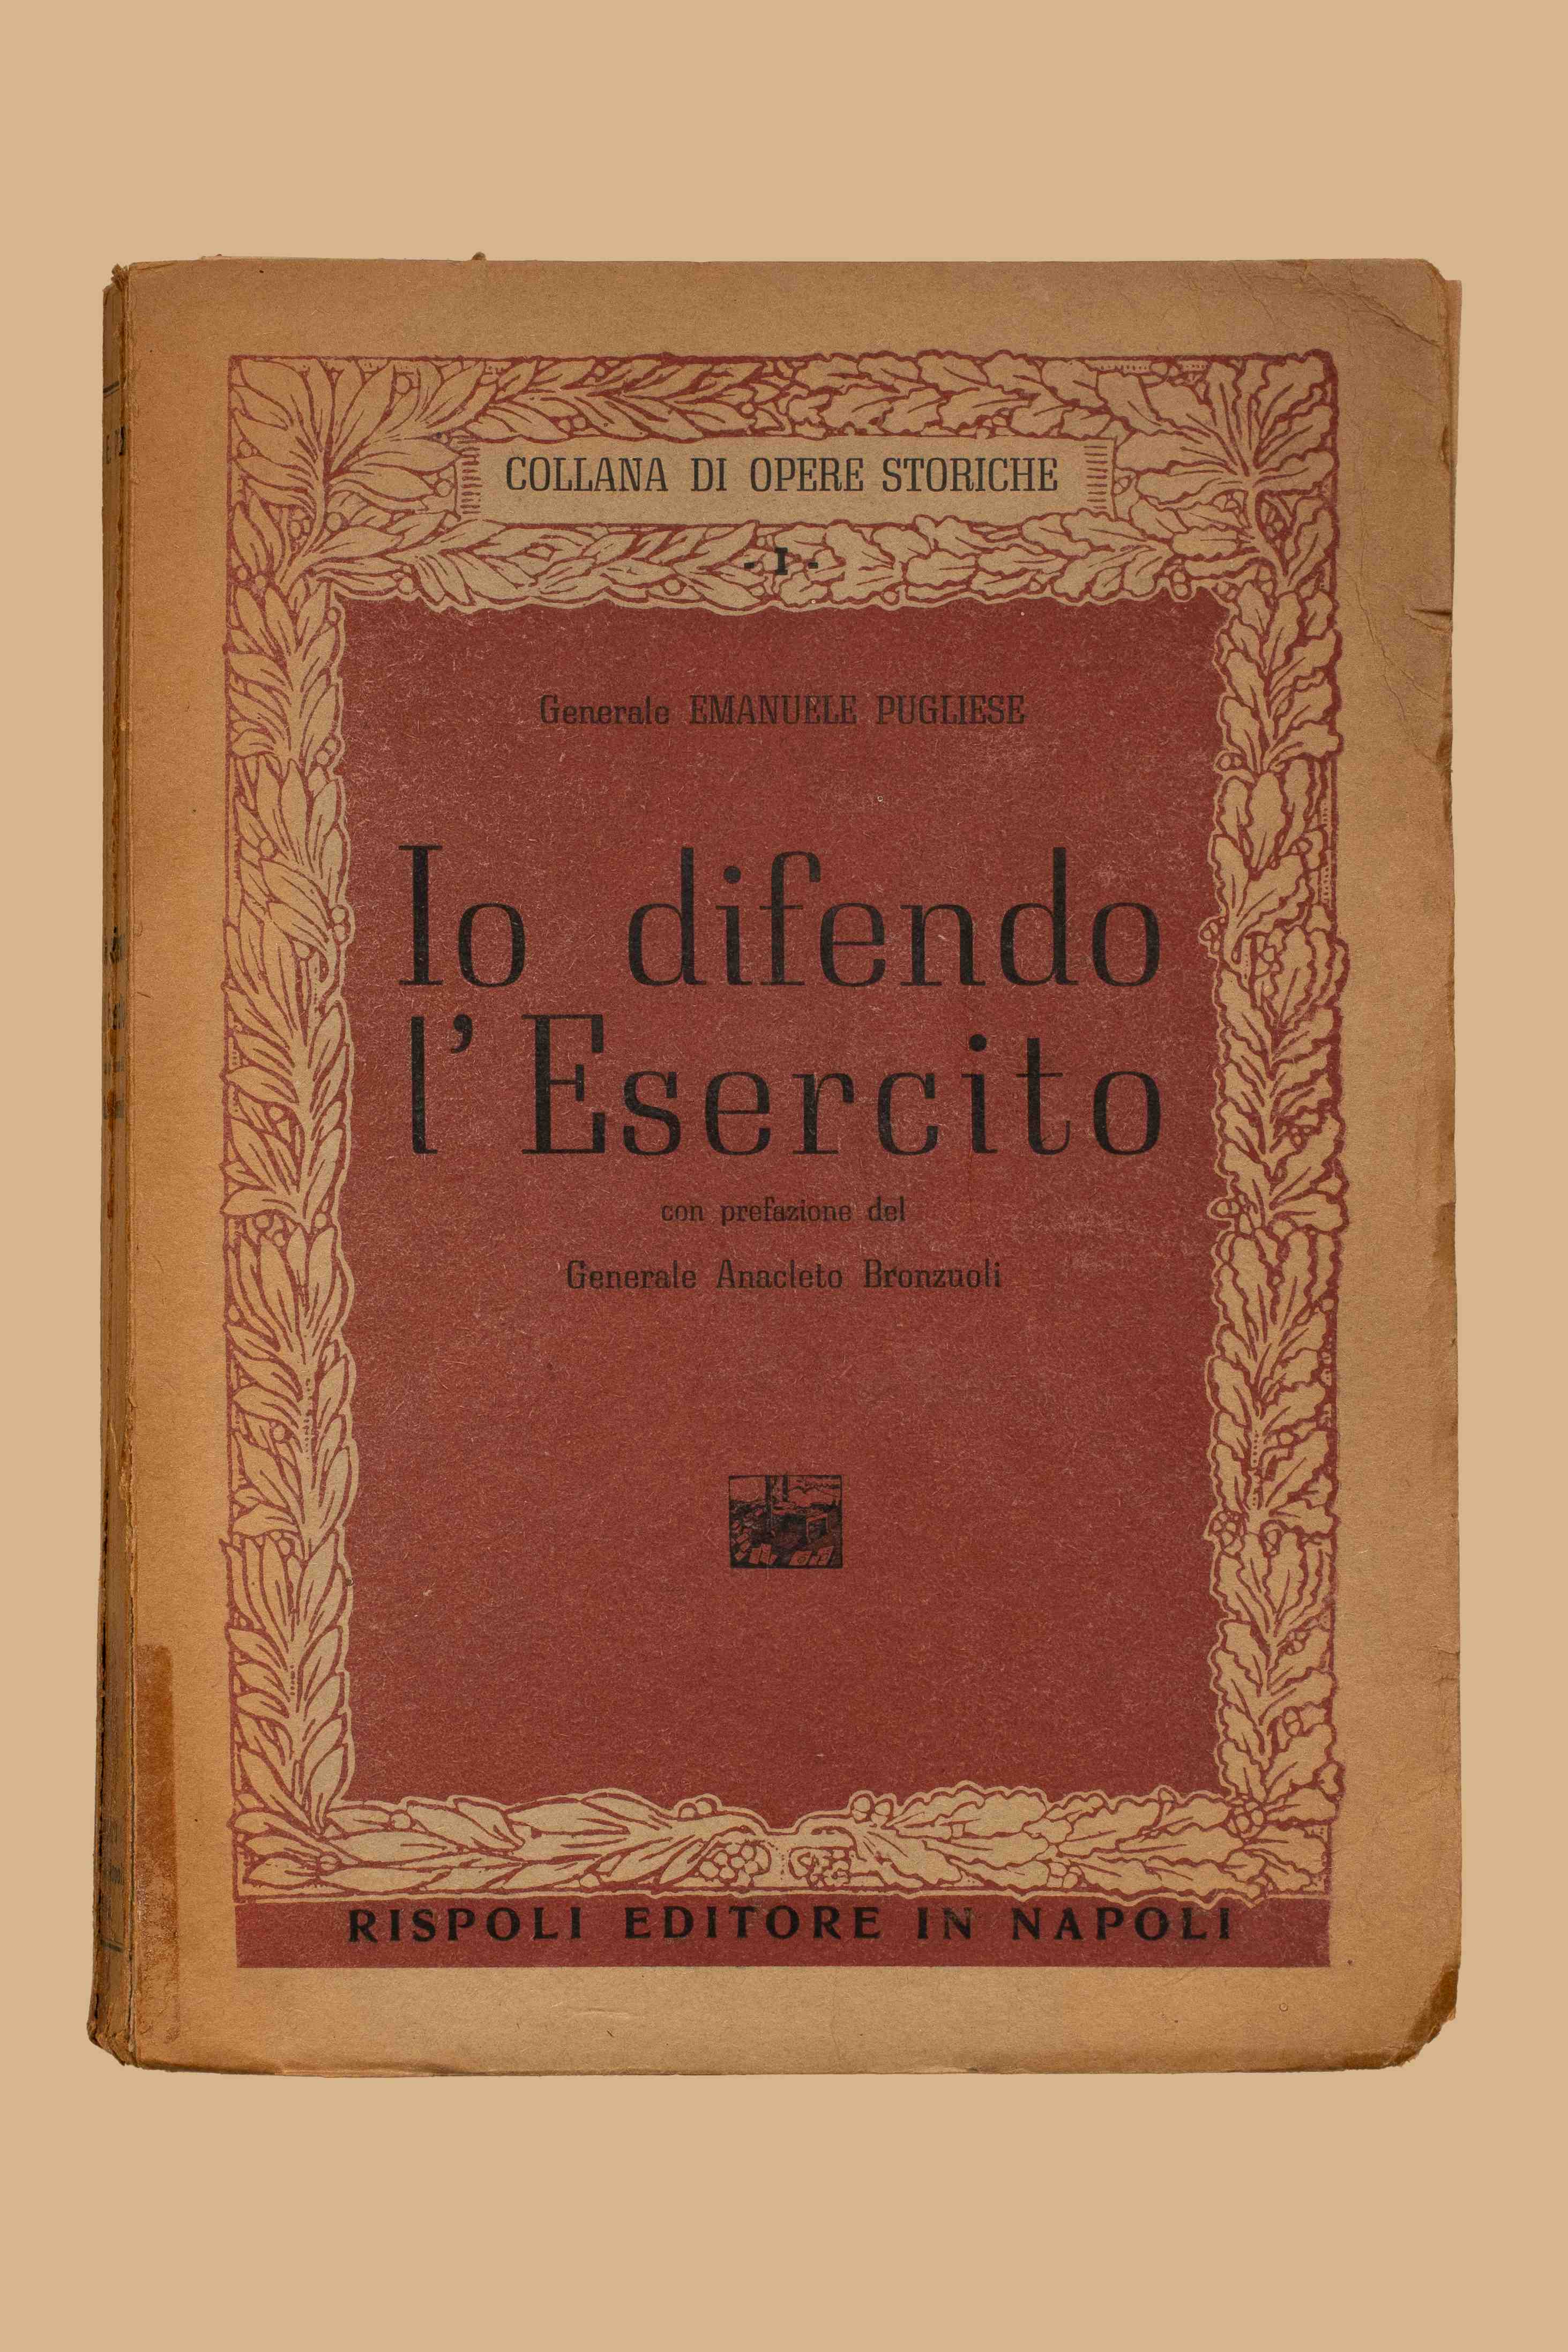 COLLANA DI OPERE STORICHE
- I -
Generale EMANUELE PUGLIESE
Io difendo
l'Esercito
con prefazione del
Generale Anacleto Bronzuoli
RISPOLI EDITORE IN NAPOLI